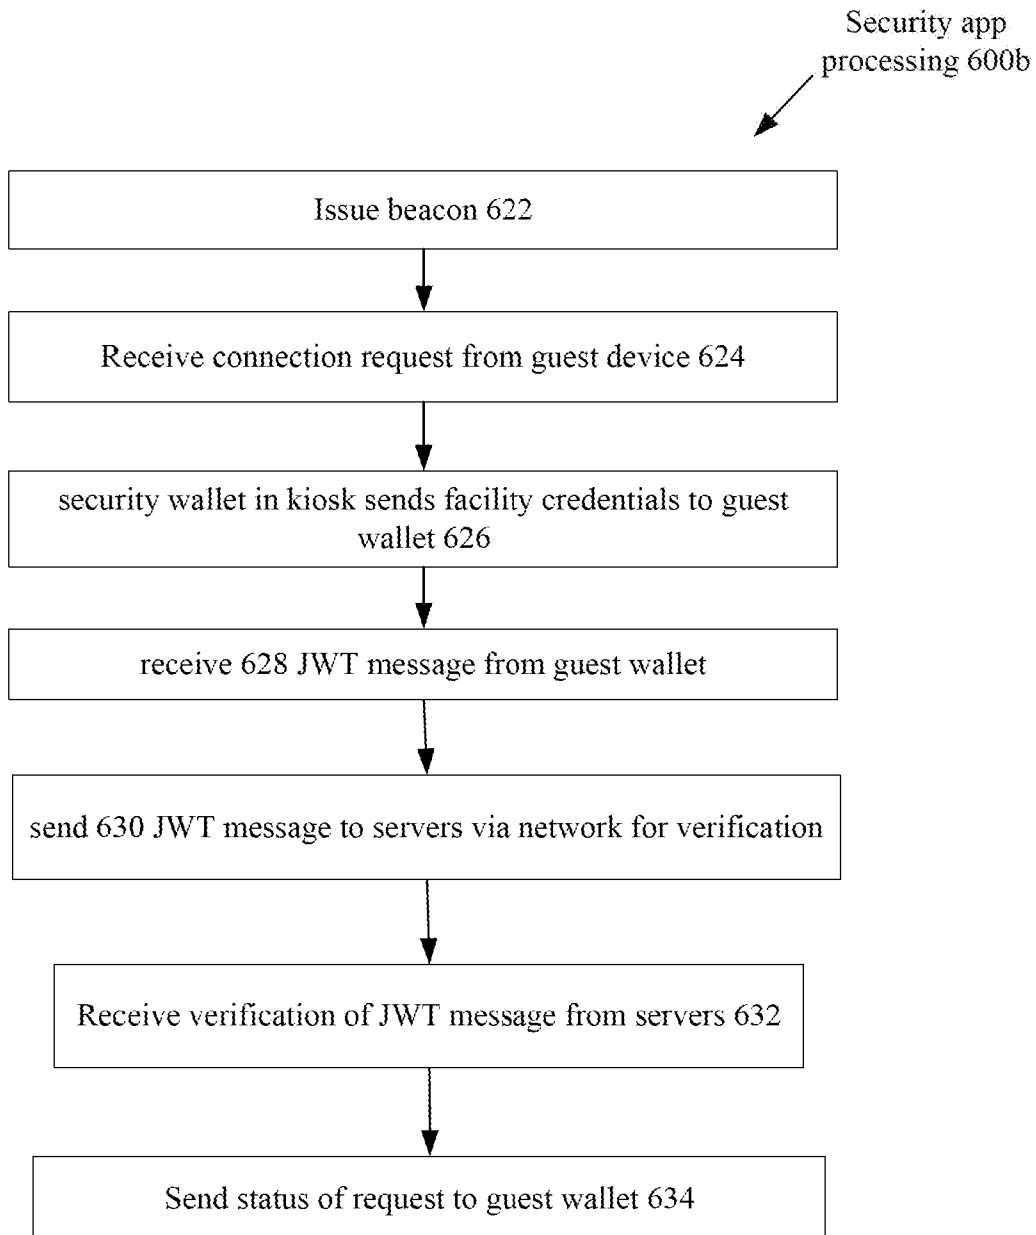 Security app
processing 600b
Issue beacon 622
Receive connection request from guest device 624
security wallet in kiosk sends facility credentials to guest
wallet 626
receive 628 JWT message from guest wallet
send 630 JWT message to servers via network for verification
Receive verification of JWT message from servers 632
Send status of request to guest wallet 634